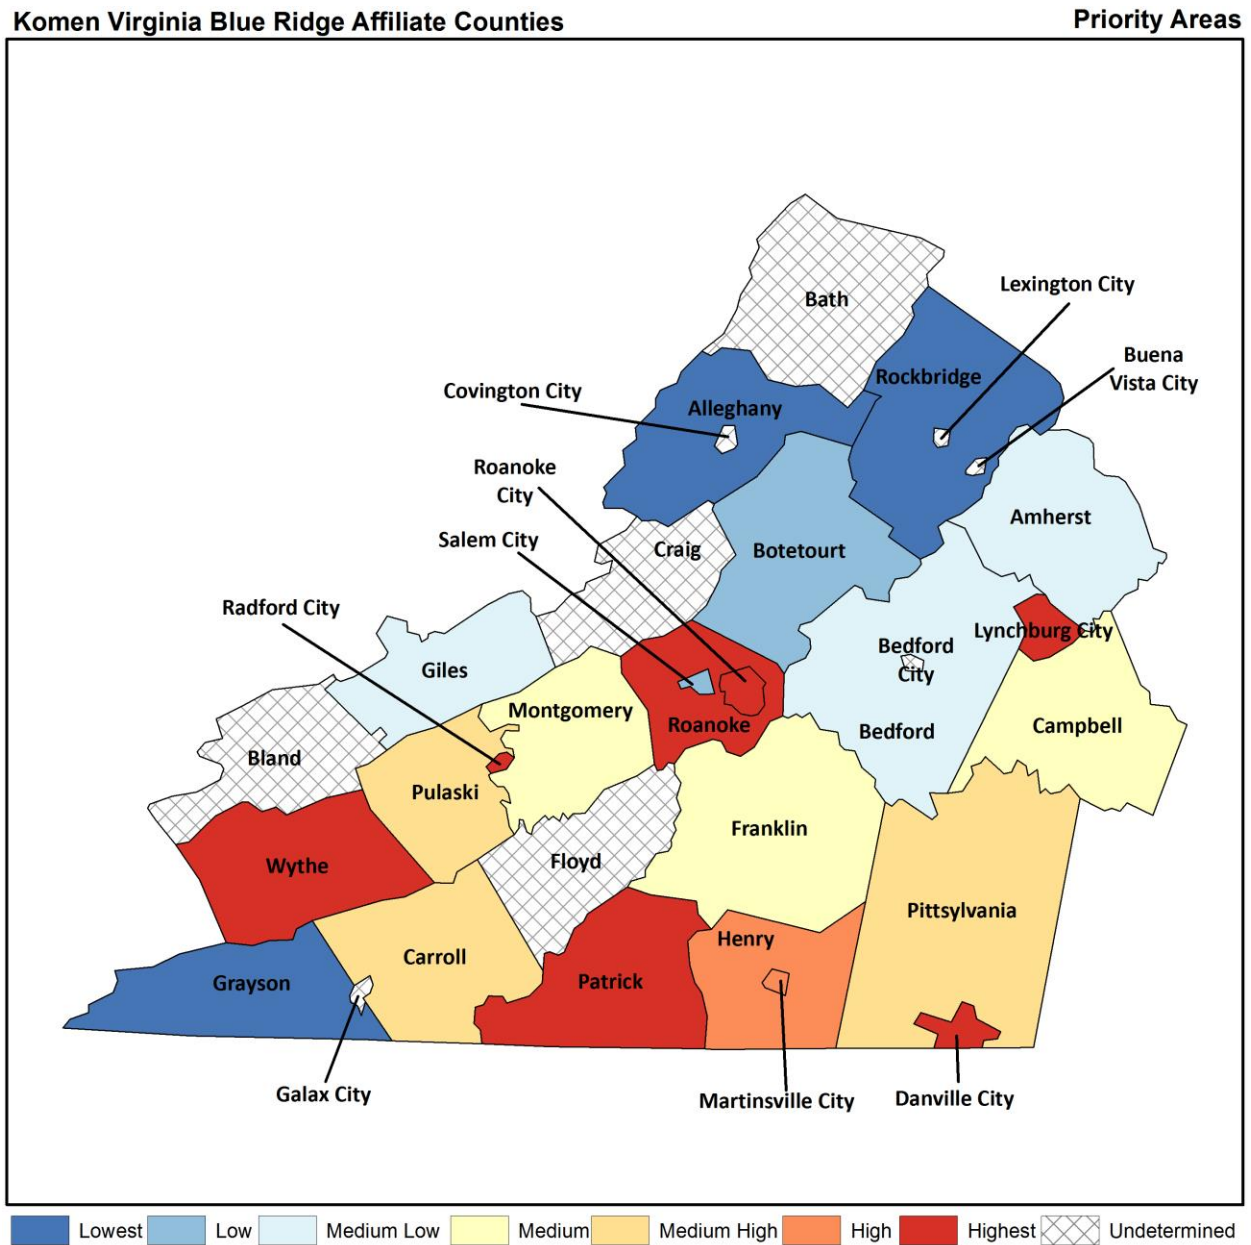 Komen Virginia Blue Ridge Affiliate Counties
Priority Areas
Bath
Lexington City
Rockbridge
Buena
Vista City
Covington City
Alleghany
Roanoke
City
Amherst
Salem City
Craig
Botetourt
Radford City
Lynchburg City
Bedford
City
Giles
Montgomery
Roanoke
Bedford
Campbell
Bland
Pulaski
Franklin
Wythe
Floyd
Pittsylvania
Henry
Carroll
Grayson
Patrick
Galax City
Martinsville City
Danville City
Lowest
Low
Medium Low
Medium
Medium High
High
Highest
Undetermined